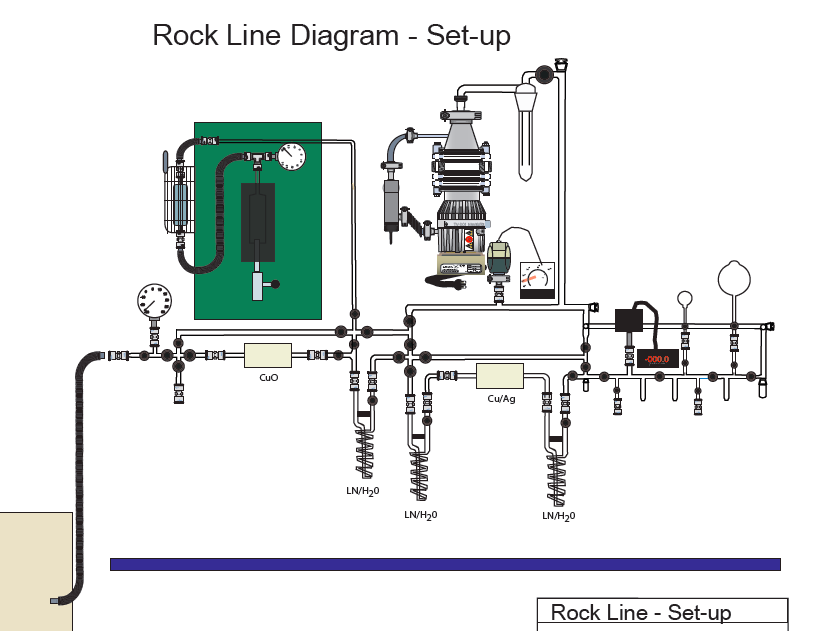 Rock Line Diagram - Set-up
-000.0
CuO
Cu/Ag
LN/H20
LN/H20
LN/H20
Rock Line - Set-up